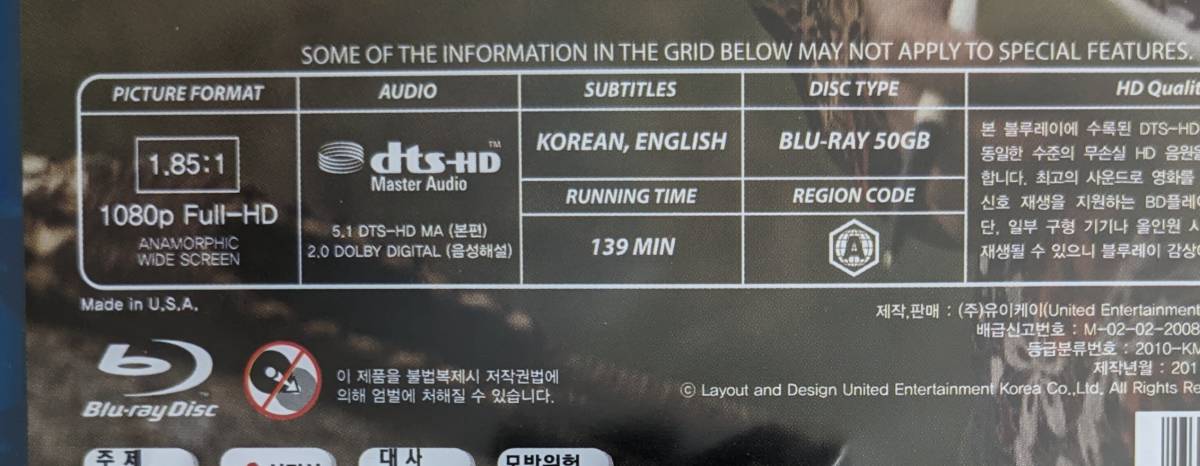 SOME OF THE INFORMATION IN THE GRID BELOW MAY NOT APPLY TO SPECIAL FEATURES.
PICTURE FORMAT
1.85:1
1080p Full-HD
ANAMORPHIC
WIDE SCREEN
AUDIO
dts-HD™
Master Audio
5.1 DTS-HD MA (본편)
2.0 DOLBY DIGITAL (음성해설)
SUBTITLES
KOREAN, ENGLISH
RUNNING TIME
139 MIN
DISC TYPE
BLU-RAY 50GB
REGION CODE
A
HD Qualit
본 블루레이에 수록된 DTS-HD
동일한 수준의 무손실 HD 음원을
합니다. 최고의 사운드로 영화를
신호 재생을 지원하는 BD플레
단, 일부 구형 기기나 올인원 시
재생될 수 있으니 블루레이 감상
Made in U.S.A.
제작,판매 : (주)유이케이(United Entertainment
배급신고번호 : M-02-02-2008
등급분류번호 : 2010-KM
제작년월 : 201
ⓒ Layout and Design United Entertainment Korea Co.,Ltd. All Rights Re
Blu-ray Disc
이 제품을 불법복제시 저작권법에
의해 엄벌에 처해질 수 있습니다.
주 제
대 사
모방위험